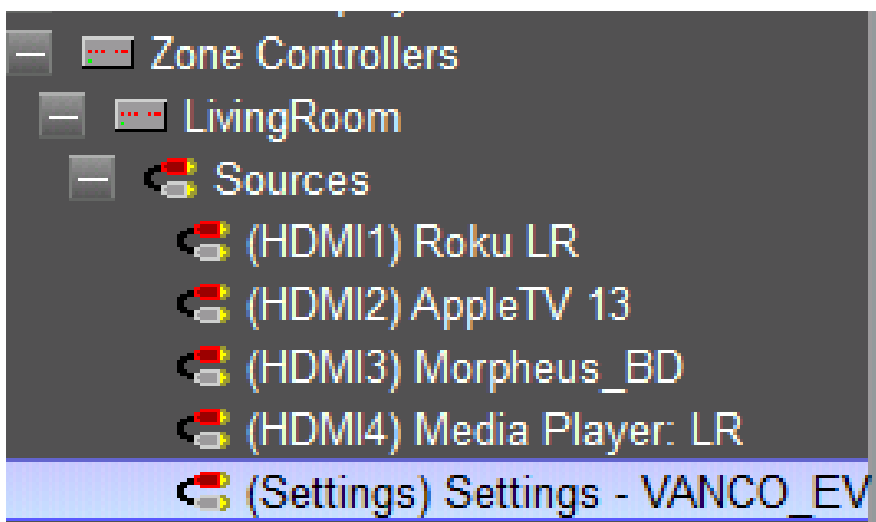 Zone Controllers
LivingRoom
Sources
(HDMI1) Roku LR
(HDMI2) AppleTV 13
(HDMI3) Morpheus_BD
(HDMI4) Media Player: LR
(Settings) Settings - VANCO_EV